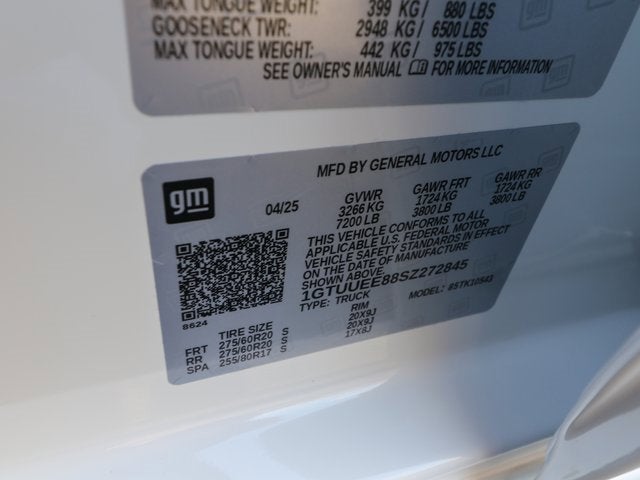 MAX TONGUE WEIGHT: 399 KG / 880 LBS
GOOSENECK TWR: 2948 KG / 6500 LBS
MAX TONGUE WEIGHT: 442 KG / 975 LBS
SEE OWNER'S MANUAL FOR MORE INFORMATION
gm
MFD BY GENERAL MOTORS LLC
04/25 GVWR GAWR FRT GAWR RR
3266 KG 1724 KG 1724 KG
7200 LB 3800 LB 3800 LB
THIS VEHICLE CONFORMS TO ALL
APPLICABLE U.S. FEDERAL MOTOR
VEHICLE SAFETY STANDARDS IN EFFECT
ON THE DATE OF MANUFACTURE
SHOWN ABOVE
1GTUUEE88SZ272845
TYPE: TRUCK MODEL: 85TK10543
8624
TIRE SIZE RIM
FRT 275/60R20 S 20X9J
RR 275/60R20 S 20X9J
SPA 255/80R17 S 17X8J